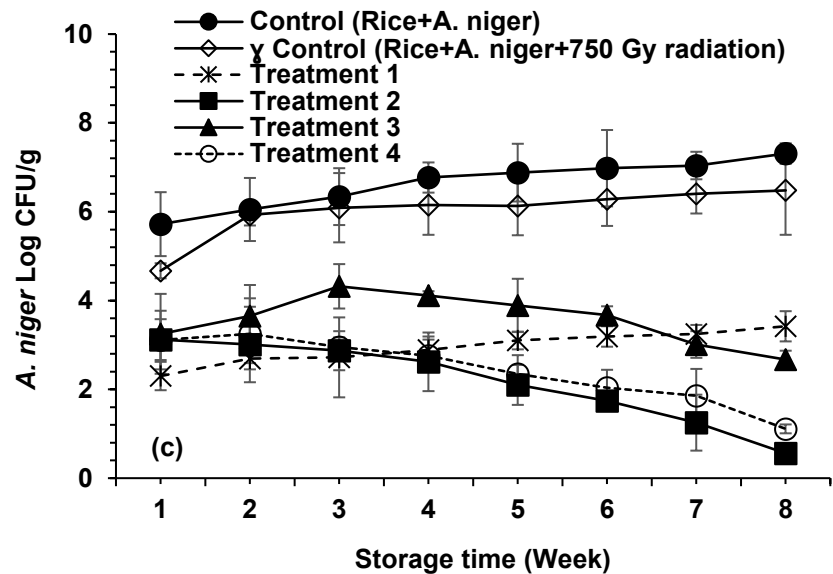 Control (Rice+A. niger)
ɣ Control (Rice+A. niger+750 Gy radiation)
Treatment 1
Treatment 2
Treatment 3
Treatment 4
A. niger Log CFU/g
10
8
6
4
2
0
(c)
1 2 3 4 5 6 7 8
Storage time (Week)